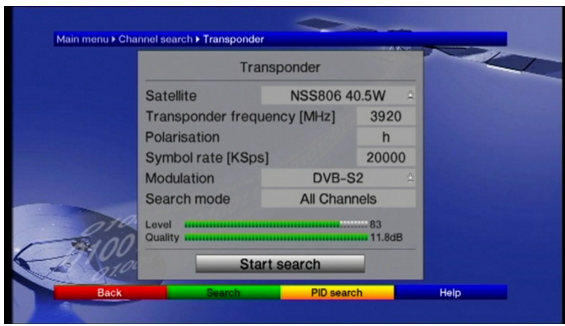 Main menu ▸ Channel search ▸ Transponder
Transponder
Satellite NSS806 40.5W
Transponder frequency [MHz] 3920
Polarisation h
Symbol rate [KSps] 20000
Modulation DVB-S2
Search mode All Channels
Level 83
Quality 11.8dB
Start search
Back Search PID search Help